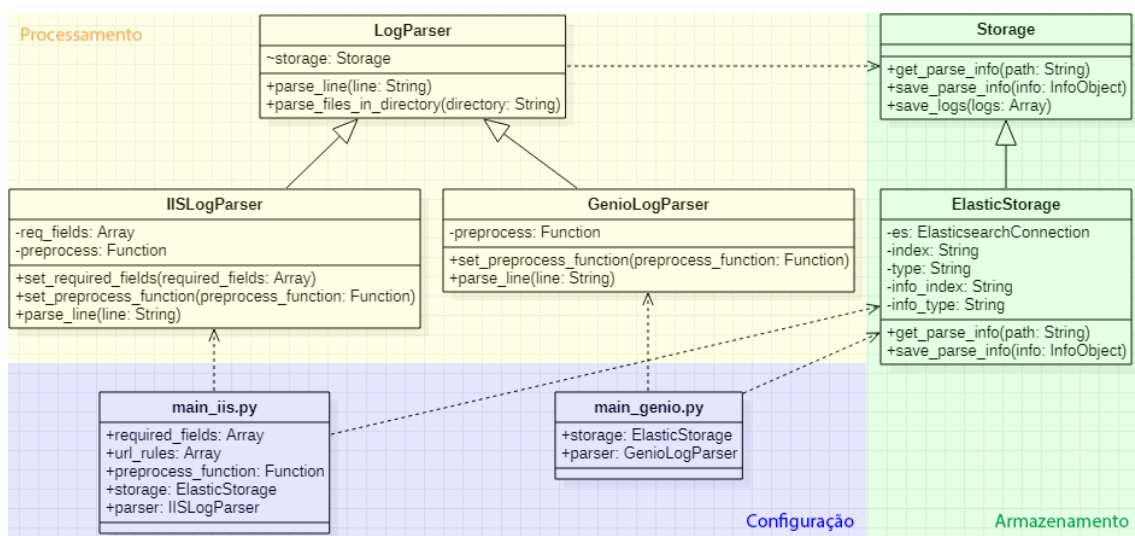 Processamento
LogParser
~storage: Storage
+parse_line(line: String)
+parse_files_in_directory(directory: String)
Storage
+get_parse_info(path: String)
+save_parse_info(info: InfoObject)
+save_logs(logs: Array)
IISLogParser
-req_fields: Array
-preprocess: Function
+set_required_fields(required_fields: Array)
+set_preprocess_function(preprocess_function: Function)
+parse_line(line: String)
GenioLogParser
-preprocess: Function
+set_preprocess_function(preprocess_function: Function)
+parse_line(line: String)
ElasticStorage
-es: ElasticsearchConnection
-index: String
-type: String
-info_index: String
-info_type: String
+get_parse_info(path: String)
+save_parse_info(info: InfoObject)
main_iis.py
+required_fields: Array
+url_rules: Array
+preprocess_function: Function
+storage: ElasticStorage
+parser: IISLogParser
main_genio.py
+storage: ElasticStorage
+parser: GenioLogParser
Configuração
Armazenamento